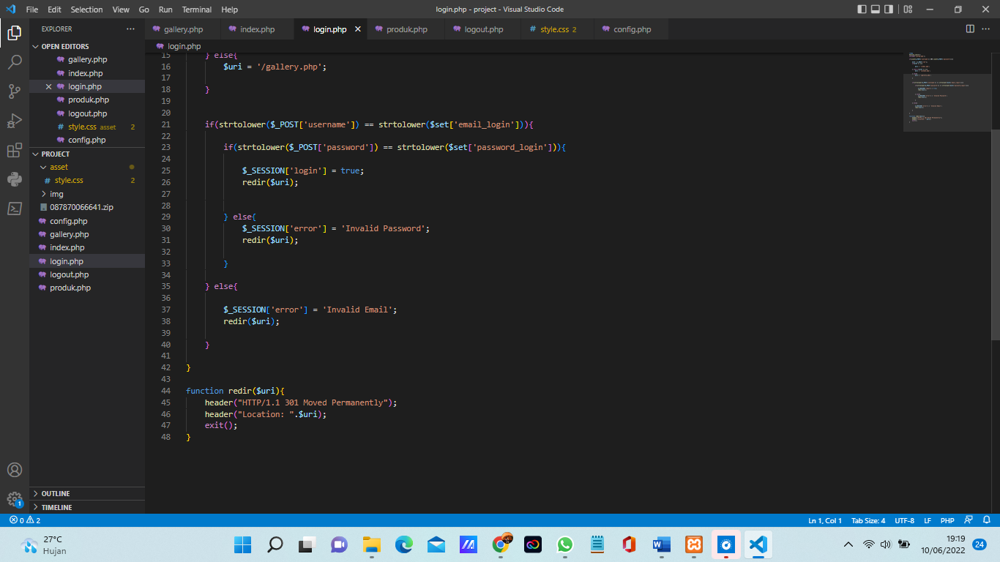 File Edit Selection View Go Run Terminal Help
login.php - project - Visual Studio Code
EXPLORER
OPEN EDITORS
gallery.php
index.php
login.php
produk.php
logout.php
style.css asset 2
config.php
PROJECT
asset
style.css 2
img
087870066641.zip
config.php
gallery.php
index.php
login.php
logout.php
produk.php
OUTLINE
TIMELINE
gallery.php index.php login.php produk.php logout.php style.css 2 config.php
login.php
15 } else{
16 $uri = '/gallery.php';
17
18 }
19
20
21 if(strtolower($_POST['username']) == strtolower($set['email_login'])){
22
23 if(strtolower($_POST['password']) == strtolower($set['password_login'])){
24
25 $_SESSION['login'] = true;
26 redir($uri);
27
28
29 } else{
30 $_SESSION['error'] = 'Invalid Password';
31 redir($uri);
32
33 }
34
35 } else{
36
37 $_SESSION['error'] = 'Invalid Email';
38 redir($uri);
39
40 }
41
42 }
43
44 function redir($uri){
45 header("HTTP/1.1 301 Moved Permanently");
46 header("Location: ".$uri);
47 exit();
48 }
1
0 2
Ln 1, Col 1 Tab Size: 4 UTF-8 LF PHP
27°C
Hujan
19:19
10/06/2022
24